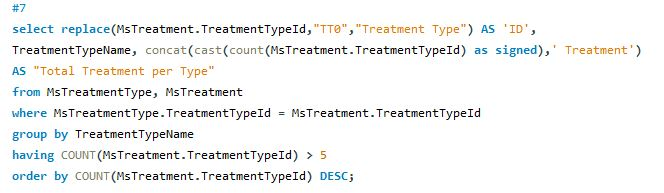 #7
select replace(MsTreatment.TreatmentTypeId,"TT0","Treatment Type") AS 'ID',
TreatmentTypeName, concat(cast(count(MsTreatment.TreatmentTypeId) as signed),' Treatment')
AS "Total Treatment per Type"
from MsTreatmentType, MsTreatment
where MsTreatmentType.TreatmentTypeId = MsTreatment.TreatmentTypeId
group by TreatmentTypeName
having COUNT(MsTreatment.TreatmentTypeId) > 5
order by COUNT(MsTreatment.TreatmentTypeId) DESC;